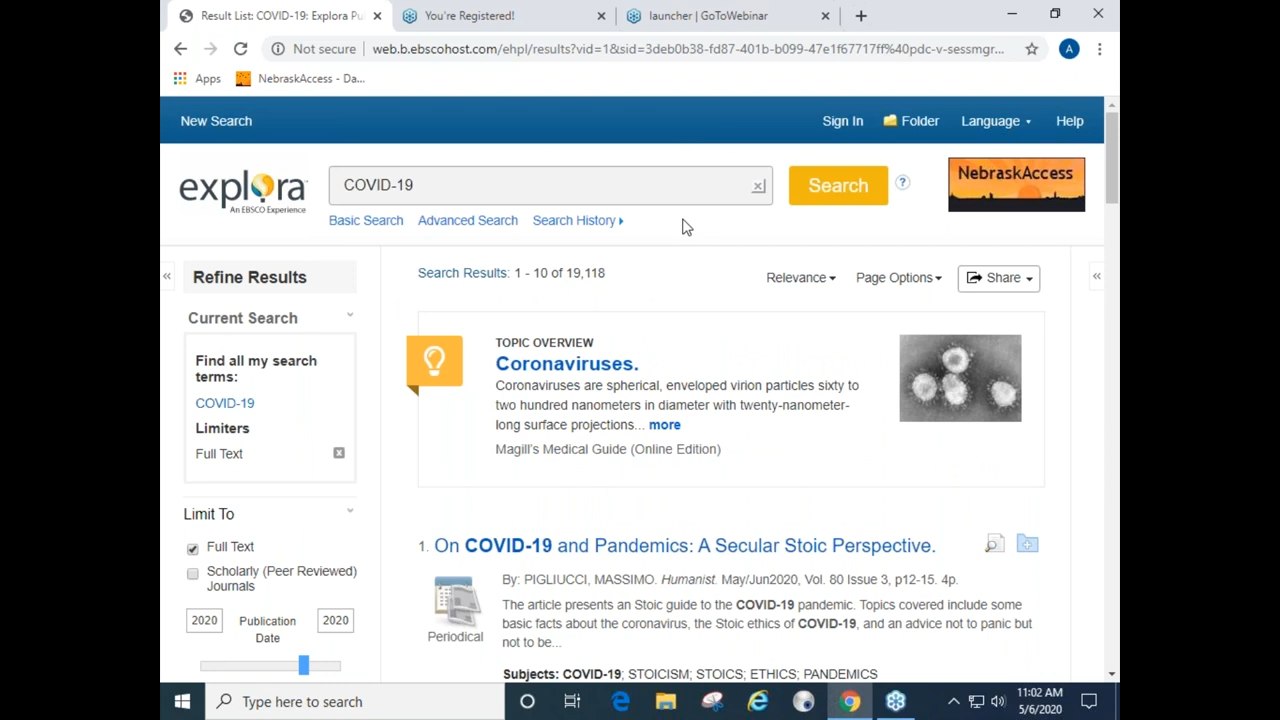 Result List: COVID-19: Explora Pu
You're Registered!
launcher | GoToWebinar
Not secure
web.b.ebscohost.com/ehpl/results?vid=1&sid=3deb0b38-fd87-401b-b099-47e1f67717ff%40pdc-v-sessmgr...
A
Apps
NebraskAccess - Da...
New Search
Sign In
Folder
Language
Help
explora
An EBSCO Experience
COVID-19
x
Search
?
NebraskAccess
Basic Search
Advanced Search
Search History
«
Refine Results
Search Results: 1 - 10 of 19,118
Relevance
Page Options
Share
«
Current Search
Find all my search
terms:
COVID-19
Limiters
Full Text
TOPIC OVERVIEW
Coronaviruses.
Coronaviruses are spherical, enveloped virion particles sixty to
two hundred nanometers in diameter with twenty-nanometer-
long surface projections... more
Magill's Medical Guide (Online Edition)
Limit To
Full Text
Scholarly (Peer Reviewed)
Journals
2020
Publication
Date
2020
1. On COVID-19 and Pandemics: A Secular Stoic Perspective.
By: PIGLIUCCI, MASSIMO. Humanist. May/Jun2020, Vol. 80 Issue 3, p12-15. 4p.
The article presents an Stoic guide to the COVID-19 pandemic. Topics covered include some
basic facts about the coronavirus, the Stoic ethics of COVID-19, and an advice not to panic but
not to be...
Periodical
Subjects: COVID-19; STOICISM; STOICS; ETHICS; PANDEMICS
Type here to search
11:02 AM
5/6/2020